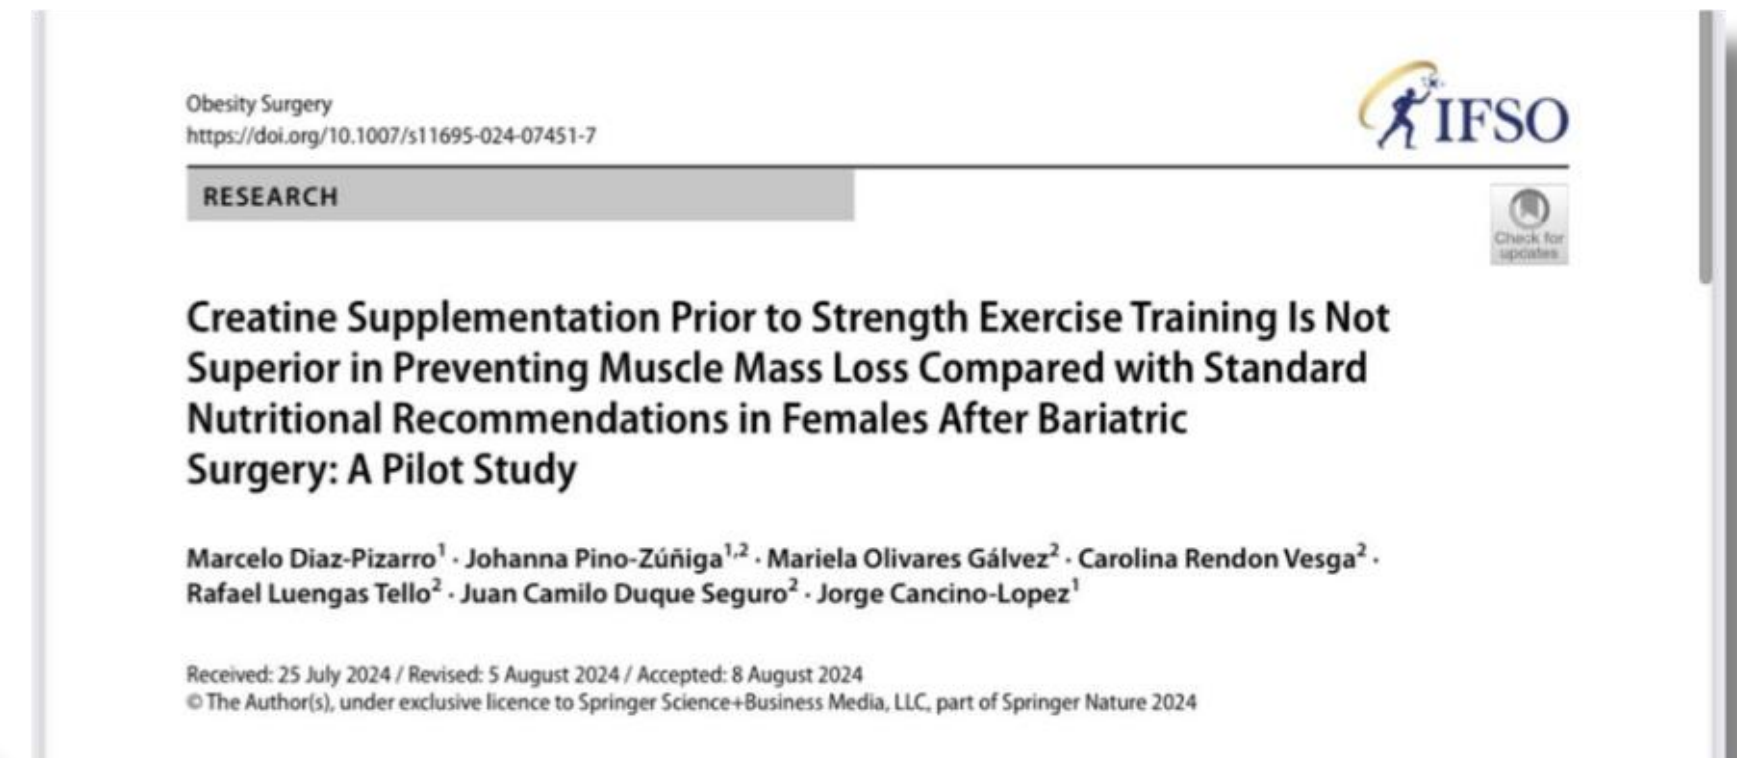 Obesity Surgery
https://doi.org/10.1007/s11695-024-07451-7
IFSO
RESEARCH
Check for
updates
Creatine Supplementation Prior to Strength Exercise Training Is Not
Superior in Preventing Muscle Mass Loss Compared with Standard
Nutritional Recommendations in Females After Bariatric
Surgery: A Pilot Study
Marcelo Diaz-Pizarro¹ · Johanna Pino-Zúñiga¹,² · Mariela Olivares Gálvez² · Carolina Rendon Vesga² ·
Rafael Luengas Tello² · Juan Camilo Duque Seguro² · Jorge Cancino-Lopez¹
Received: 25 July 2024 / Revised: 5 August 2024 / Accepted: 8 August 2024
© The Author(s), under exclusive licence to Springer Science+Business Media, LLC, part of Springer Nature 2024